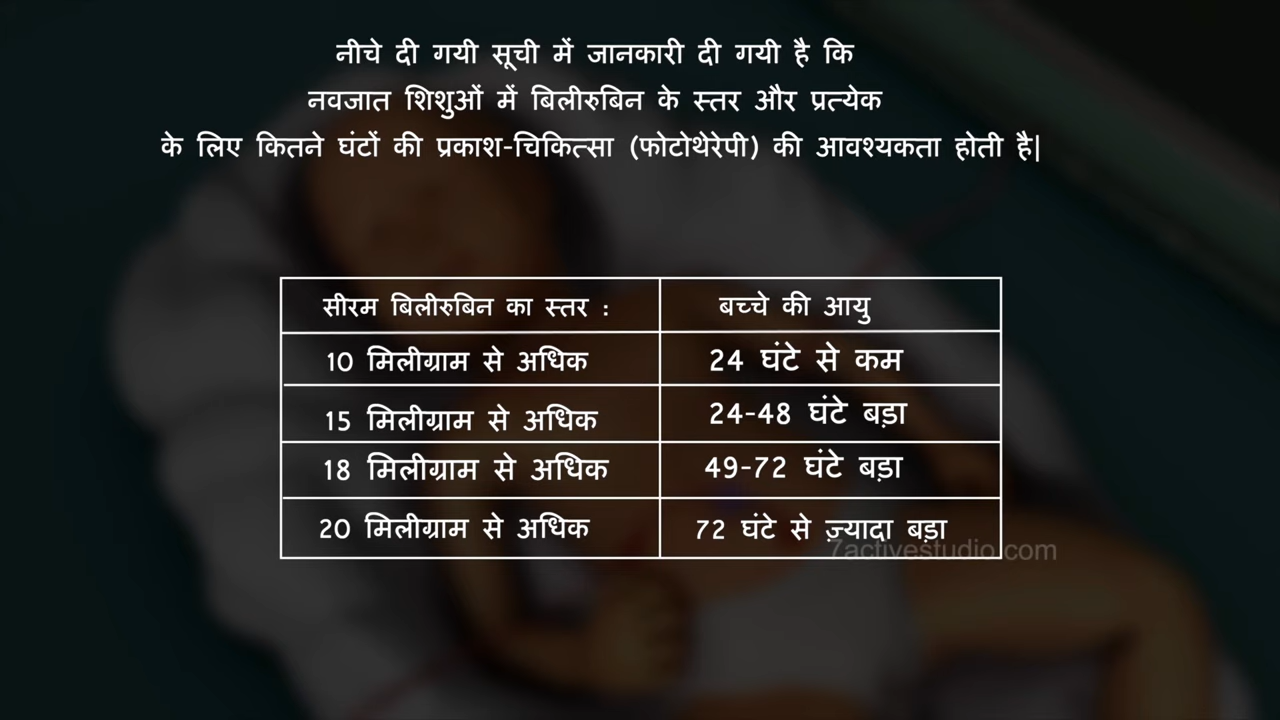 नीचे दी गयी सूची में जानकारी दी गयी है कि
नवजात शिशुओं में बिलीरुबिन के स्तर और प्रत्येक
के लिए कितने घंटों की प्रकाश-चिकित्सा (फोटोथेरेपी) की आवश्यकता होती है|
सीरम बिलीरुबिन का स्तर : बच्चे की आयु
10 मिलीग्राम से अधिक 24 घंटे से कम
15 मिलीग्राम से अधिक 24-48 घंटे बड़ा
18 मिलीग्राम से अधिक 49-72 घंटे बड़ा
20 मिलीग्राम से अधिक 72 घंटे से ज़्यादा बड़ा
7activestudio.com